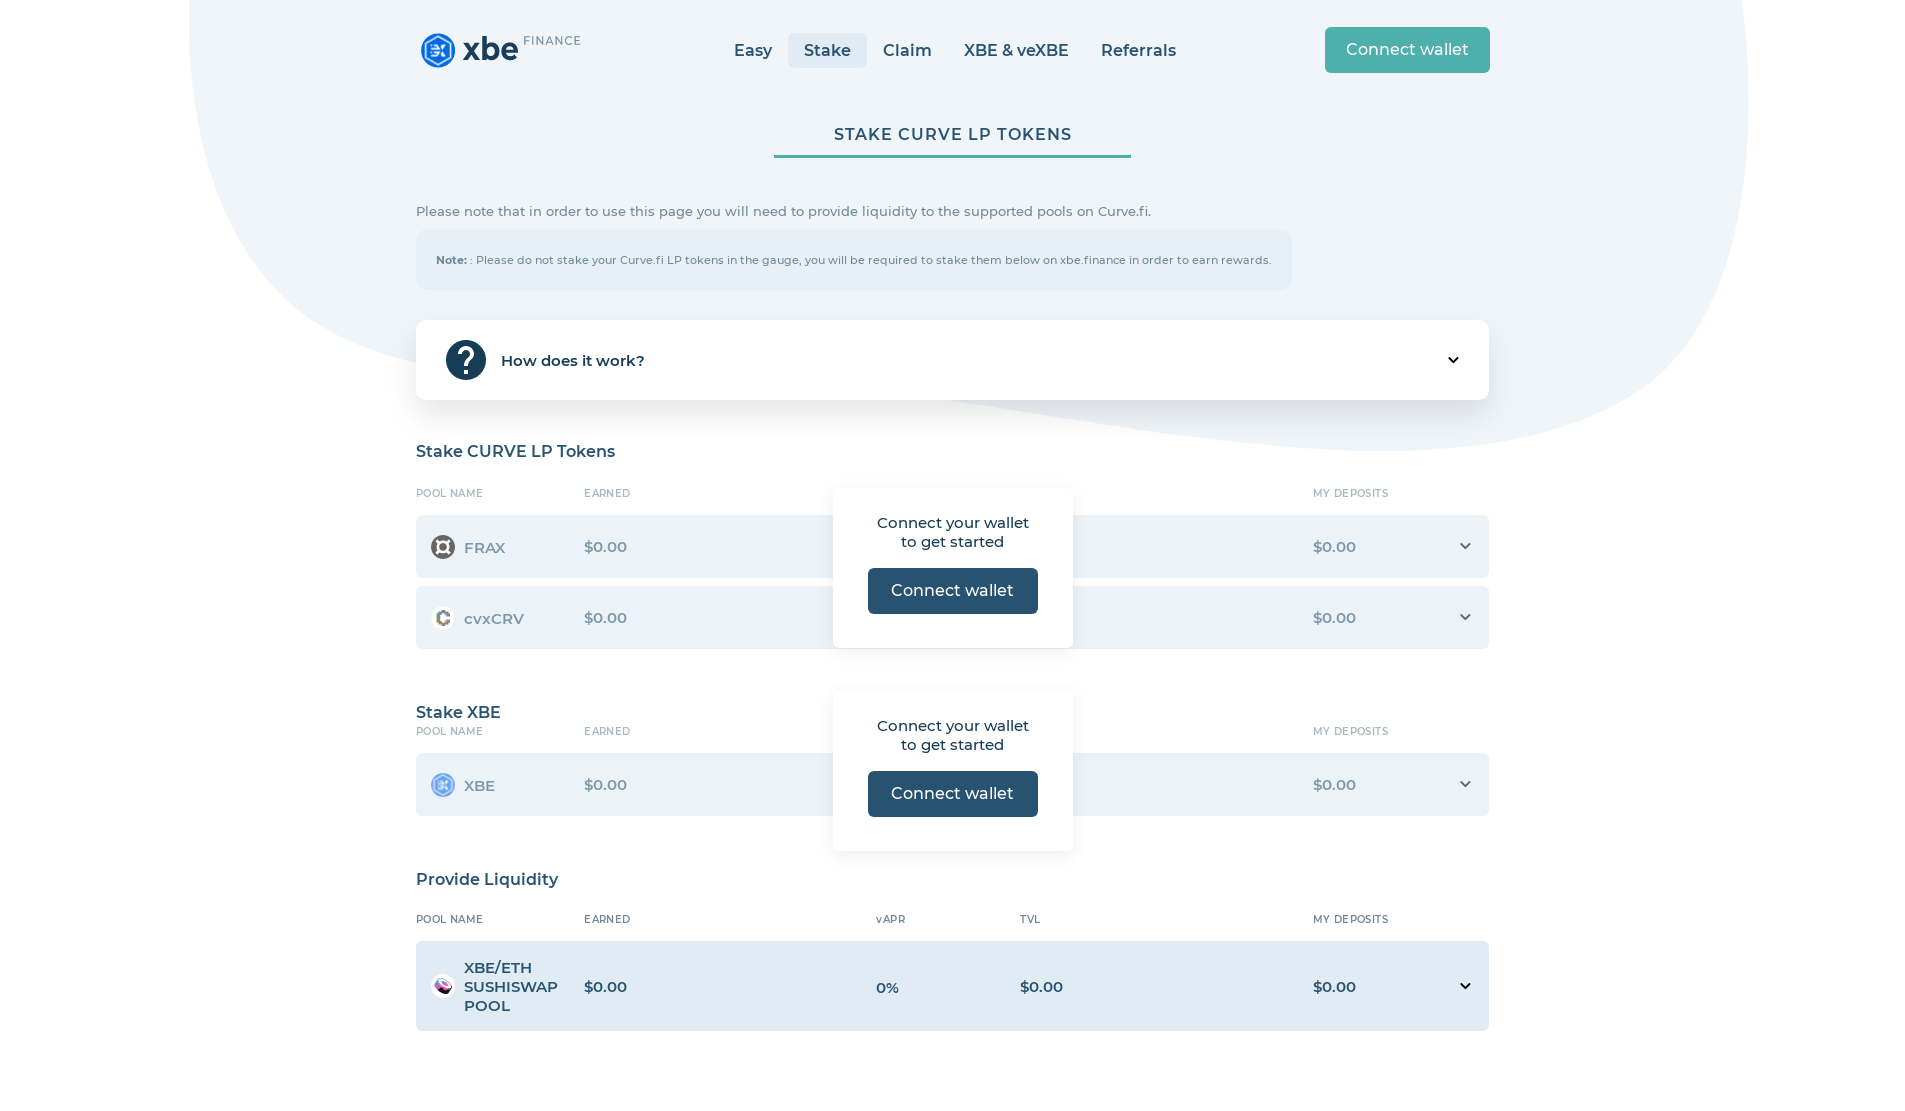 xbe FINANCE
Easy
Stake
Claim
XBE & veXBE
Referrals
Connect wallet
STAKE CURVE LP TOKENS
Please note that in order to use this page you will need to provide liquidity to the supported pools on Curve.fi.
Note: : Please do not stake your Curve.fi LP tokens in the gauge, you will be required to stake them below on xbe.finance in order to earn rewards.
How does it work?
Stake CURVE LP Tokens
POOL NAME EARNED MY DEPOSITS
FRAX $0.00 $0.00
cvxCRV $0.00 $0.00
Connect your wallet
to get started
Connect wallet
Stake XBE
POOL NAME EARNED MY DEPOSITS
XBE $0.00 $0.00
Connect your wallet
to get started
Connect wallet
Provide Liquidity
POOL NAME EARNED vAPR TVL MY DEPOSITS
XBE/ETH
SUSHISWAP
POOL
$0.00 0% $0.00 $0.00